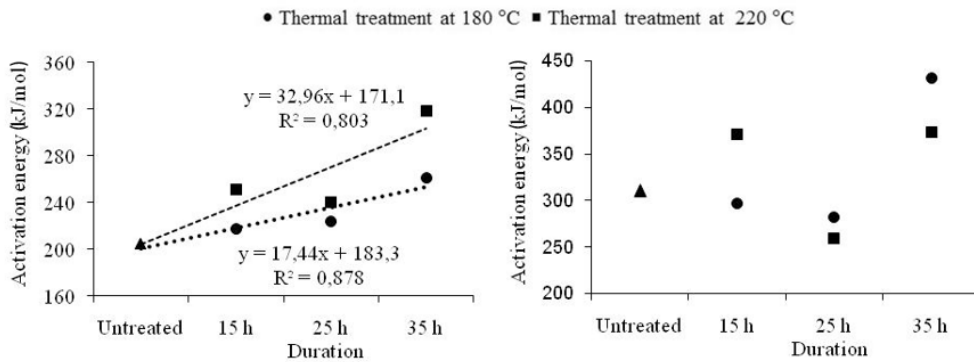 ● Thermal treatment at 180 °C ■ Thermal treatment at 220 °C
Activation energy (kJ/mol)
360
320
280
240
200
160
y = 32,96x + 171,1
R² = 0,803
y = 17,44x + 183,3
R² = 0,878
Untreated 15 h 25 h 35 h
Duration
Activation energy (kJ/mol)
450
400
350
300
250
200
Untreated 15 h 25 h 35 h
Duration